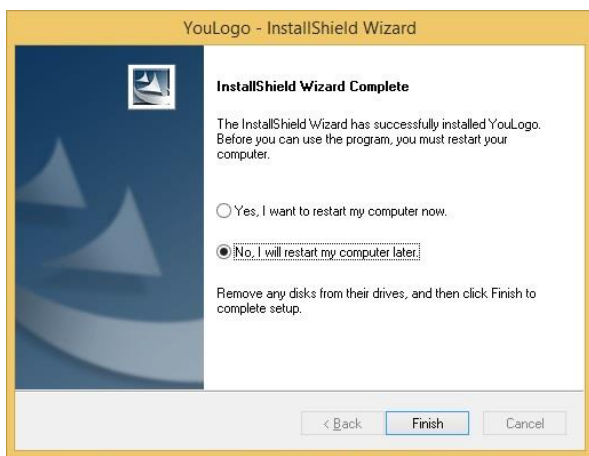 YouLogo - InstallShield Wizard
InstallShield Wizard Complete
The InstallShield Wizard has successfully installed YouLogo.
Before you can use the program, you must restart your
computer.
Yes, I want to restart my computer now.
No, I will restart my computer later.
Remove any disks from their drives, and then click Finish to
complete setup.
< Back
Finish
Cancel